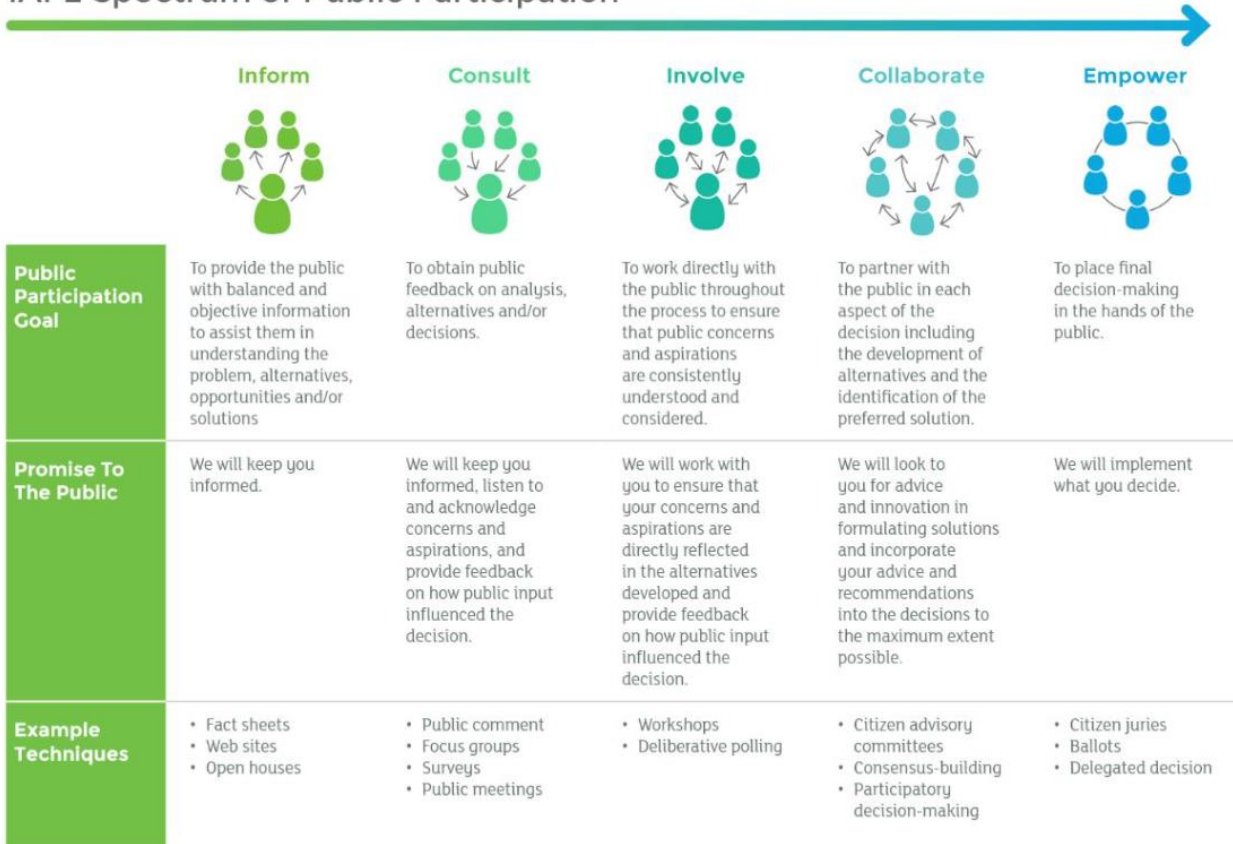 IAP2 Spectrum of Public Participation
Inform
Consult
Involve
Collaborate
Empower
Public
Participation
Goal
To provide the public
with balanced and
objective information
to assist them in
understanding the
problem, alternatives,
opportunities and/or
solutions
To obtain public
feedback on analysis,
alternatives and/or
decisions.
To work directly with
the public throughout
the process to ensure
that public concerns
and aspirations
are consistently
understood and
considered.
To partner with
the public in each
aspect of the
decision including
the development of
alternatives and the
identification of the
preferred solution.
To place final
decision-making
in the hands of the
public.
Promise To
The Public
We will keep you
informed.
We will keep you
informed, listen to
and acknowledge
concerns and
aspirations, and
provide feedback
on how public input
influenced the
decision.
We will work with
you to ensure that
your concerns and
aspirations are
directly reflected
in the alternatives
developed and
provide feedback
on how public input
influenced the
decision.
We will look to
you for advice
and innovation in
formulating solutions
and incorporate
your advice and
recommendations
into the decisions to
the maximum extent
possible.
We will implement
what you decide.
Example
Techniques
• Fact sheets
• Web sites
• Open houses
• Public comment
• Focus groups
• Surveys
• Public meetings
• Workshops
• Deliberative polling
• Citizen advisory
committees
• Consensus-building
• Participatory
decision-making
• Citizen juries
• Ballots
• Delegated decision